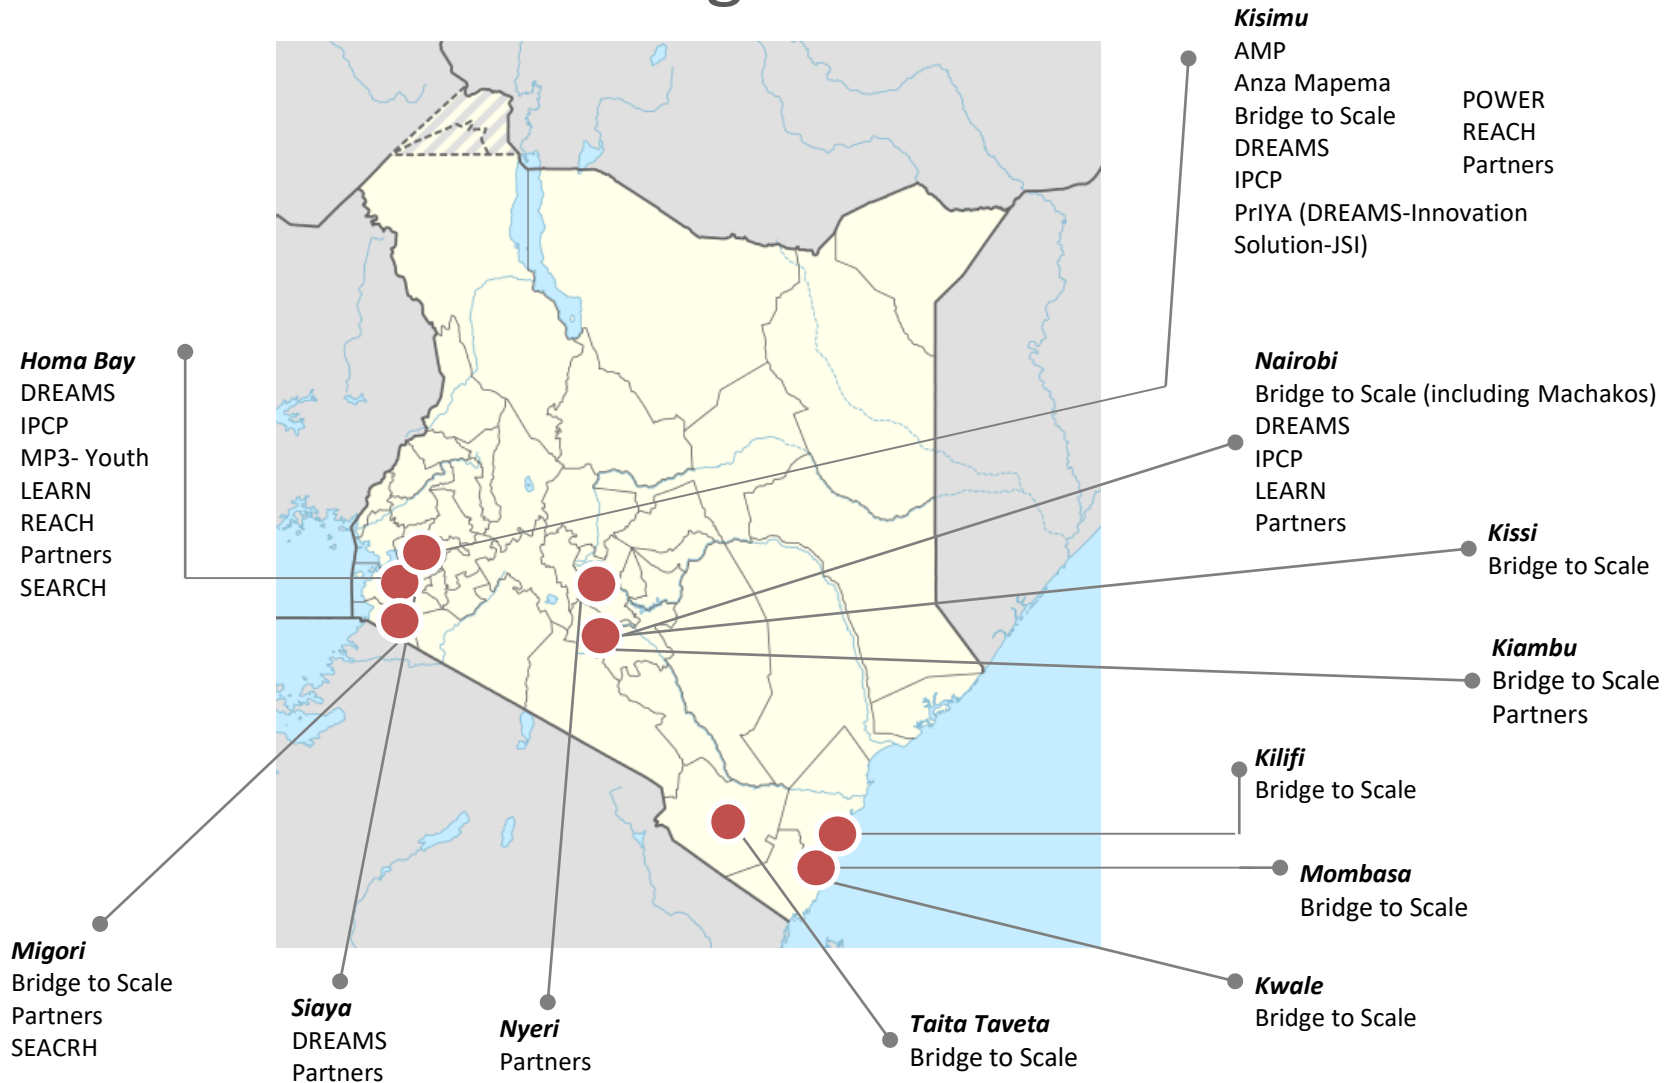 Kisimu
AMP
Anza Mapema
Bridge to Scale
DREAMS
IPCP
PrIYA (DREAMS-Innovation
Solution-JSI)
POWER
REACH
Partners
Homa Bay
DREAMS
IPCP
MP3- Youth
LEARN
REACH
Partners
SEARCH
Nairobi
Bridge to Scale (including Machakos)
DREAMS
IPCP
LEARN
Partners
Kissi
Bridge to Scale
Kiambu
Bridge to Scale
Partners
Kilifi
Bridge to Scale
Mombasa
Bridge to Scale
Kwale
Bridge to Scale
Migori
Bridge to Scale
Partners
SEACRH
Siaya
DREAMS
Partners
Nyeri
Partners
Taita Taveta
Bridge to Scale